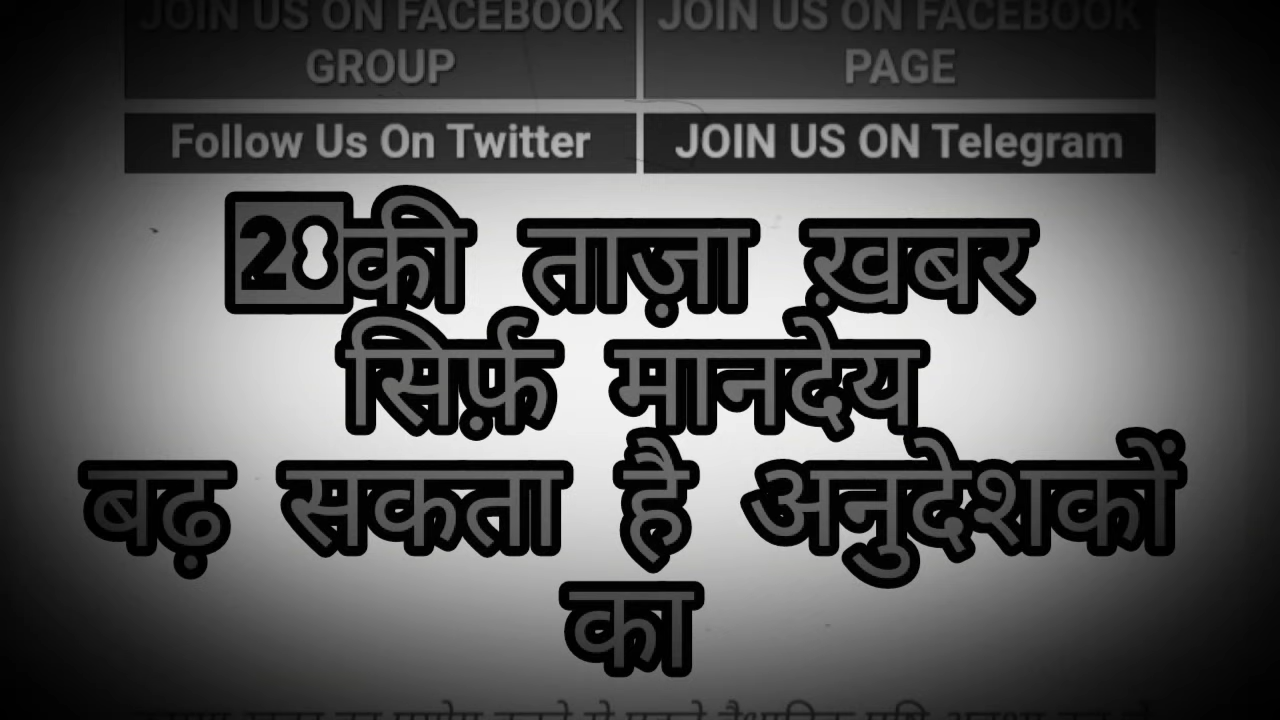 JOIN US ON FACEBOOK GROUP
JOIN US ON FACEBOOK PAGE
Follow Us On Twitter
JOIN US ON Telegram
28की ताज़ा ख़बर
सिर्फ़ मानदेय
बढ़ सकता है अनुदेशकों
का